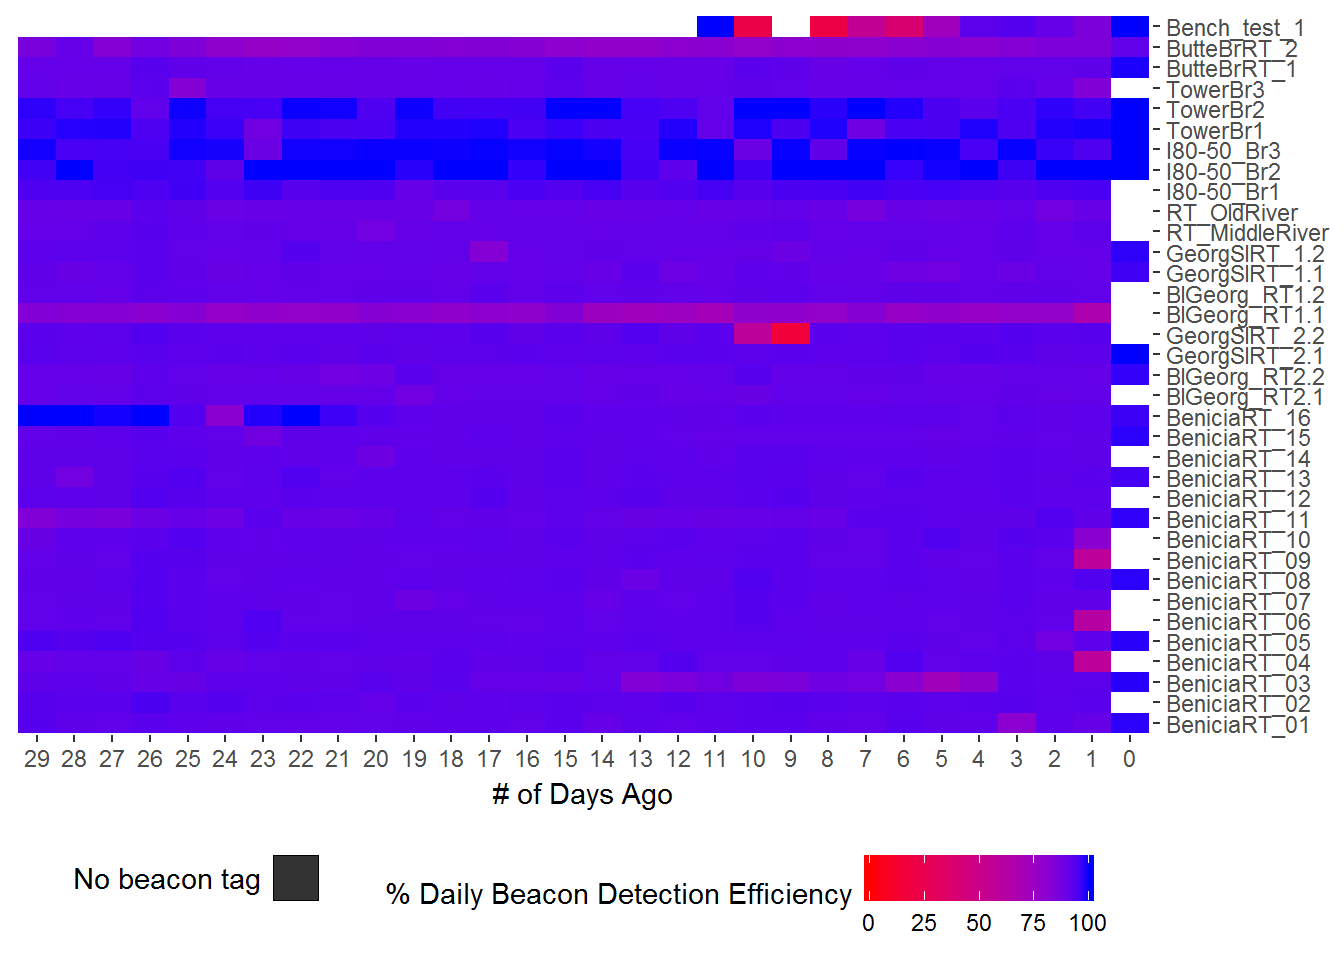 Bench_test_1
ButteBrRT_2
ButteBrRT_1
TowerBr3
TowerBr2
TowerBr1
I80-50_Br3
I80-50_Br2
I80-50_Br1
RT_OldRiver
RT_MiddleRiver
GeorgSlRT_1.2
GeorgSlRT_1.1
BlGeorg_RT1.2
BlGeorg_RT1.1
GeorgSlRT_2.2
GeorgSlRT_2.1
BlGeorg_RT2.2
BlGeorg_RT2.1
BeniciaRT_16
BeniciaRT_15
BeniciaRT_14
BeniciaRT_13
BeniciaRT_12
BeniciaRT_11
BeniciaRT_10
BeniciaRT_09
BeniciaRT_08
BeniciaRT_07
BeniciaRT_06
BeniciaRT_05
BeniciaRT_04
BeniciaRT_03
BeniciaRT_02
BeniciaRT_01
29 28 27 26 25 24 23 22 21 20 19 18 17 16 15 14 13 12 11 10 9 8 7 6 5 4 3 2 1 0
# of Days Ago
No beacon tag
% Daily Beacon Detection Efficiency
0 25 50 75 100